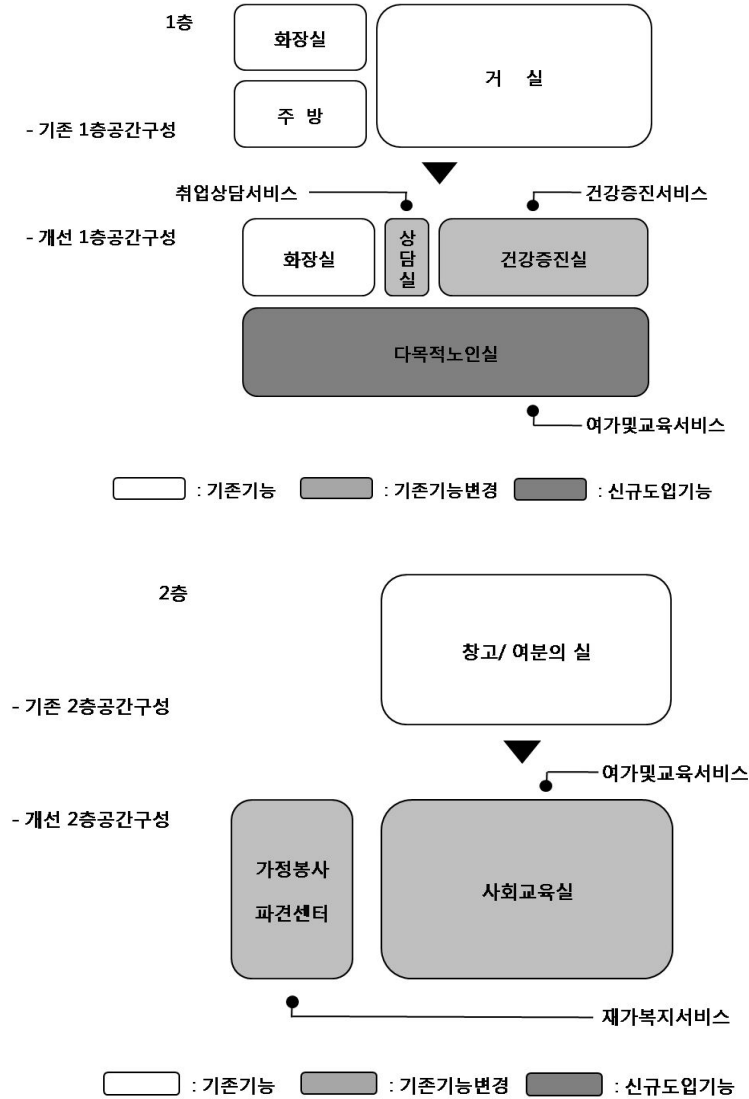 1층
화장실
거 실
주 방
- 기존 1층공간구성
취업상담서비스
건강증진서비스
- 개선 1층공간구성
화장실
상
담
실
건강증진실
다목적노인실
여가및교육서비스
: 기존기능
: 기존기능변경
: 신규도입기능
2층
창고/ 여분의 실
- 기존 2층공간구성
여가및교육서비스
- 개선 2층공간구성
가정봉사
파견센터
사회교육실
재가복지서비스
: 기존기능
: 기존기능변경
: 신규도입기능